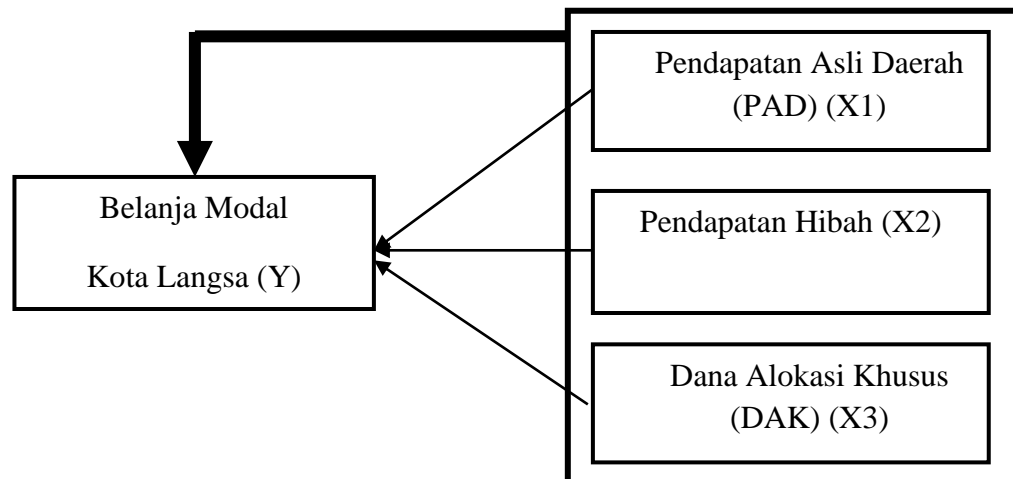 Pendapatan Asli Daerah
(PAD) (X1)
Belanja Modal
Kota Langsa (Y)
Pendapatan Hibah (X2)
Dana Alokasi Khusus
(DAK) (X3)